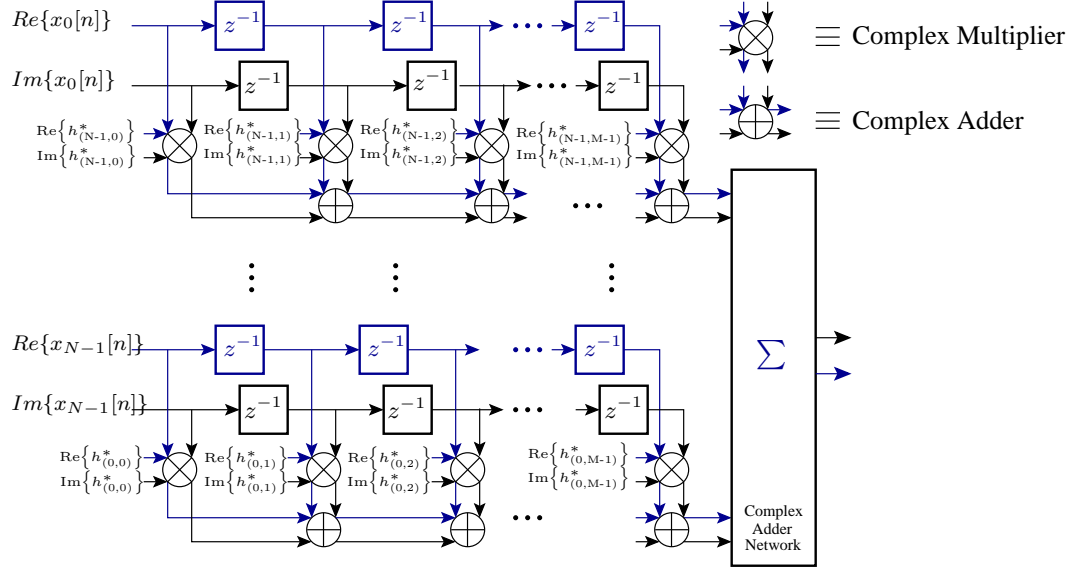 Re{x_0[n]} z^{-1} z^{-1} ... z^{-1} ≡ Complex Multiplier
Im{x_0[n]} z^{-1} z^{-1} ... z^{-1}
Re{h^*_{(N-1,0)}} Re{h^*_{(N-1,1)}} Re{h^*_{(N-1,2)}} Re{h^*_{(N-1,M-1)}} ≡ Complex Adder
Im{h^*_{(N-1,0)}} Im{h^*_{(N-1,1)}} Im{h^*_{(N-1,2)}} Im{h^*_{(N-1,M-1)}}
Re{x_{N-1}[n]} z^{-1} z^{-1} ... z^{-1} Σ
Im{x_{N-1}[n]} z^{-1} z^{-1} ... z^{-1}
Re{h^*_{(0,0)}} Re{h^*_{(0,1)}} Re{h^*_{(0,2)}} Re{h^*_{(0,M-1)}}
Im{h^*_{(0,0)}} Im{h^*_{(0,1)}} Im{h^*_{(0,2)}} Im{h^*_{(0,M-1)}}
Complex
Adder
Network